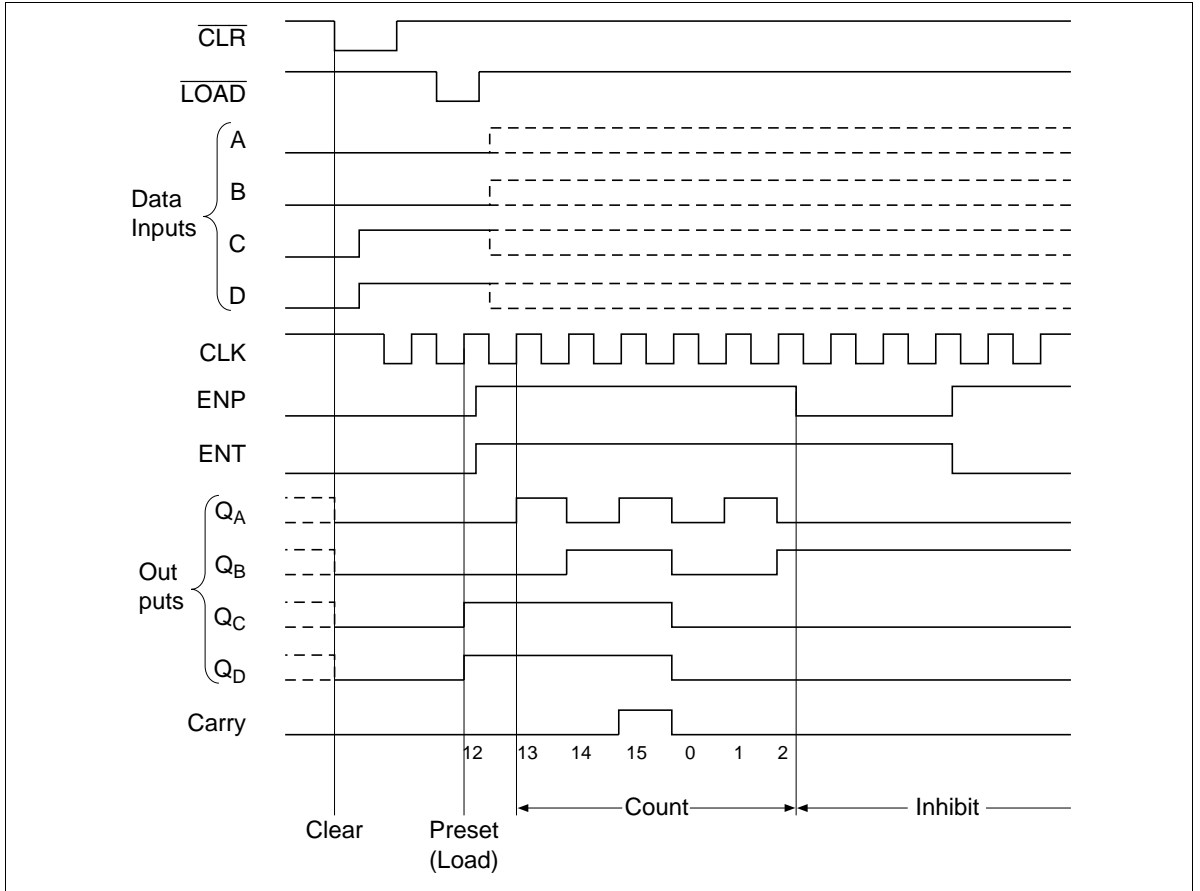 CLR
LOAD
A
B
Data
Inputs
C
D
CLK
ENP
ENT
QA
QB
Out
puts
QC
QD
Carry
12 13 14 15 0 1 2
Count Inhibit
Clear Preset
(Load)